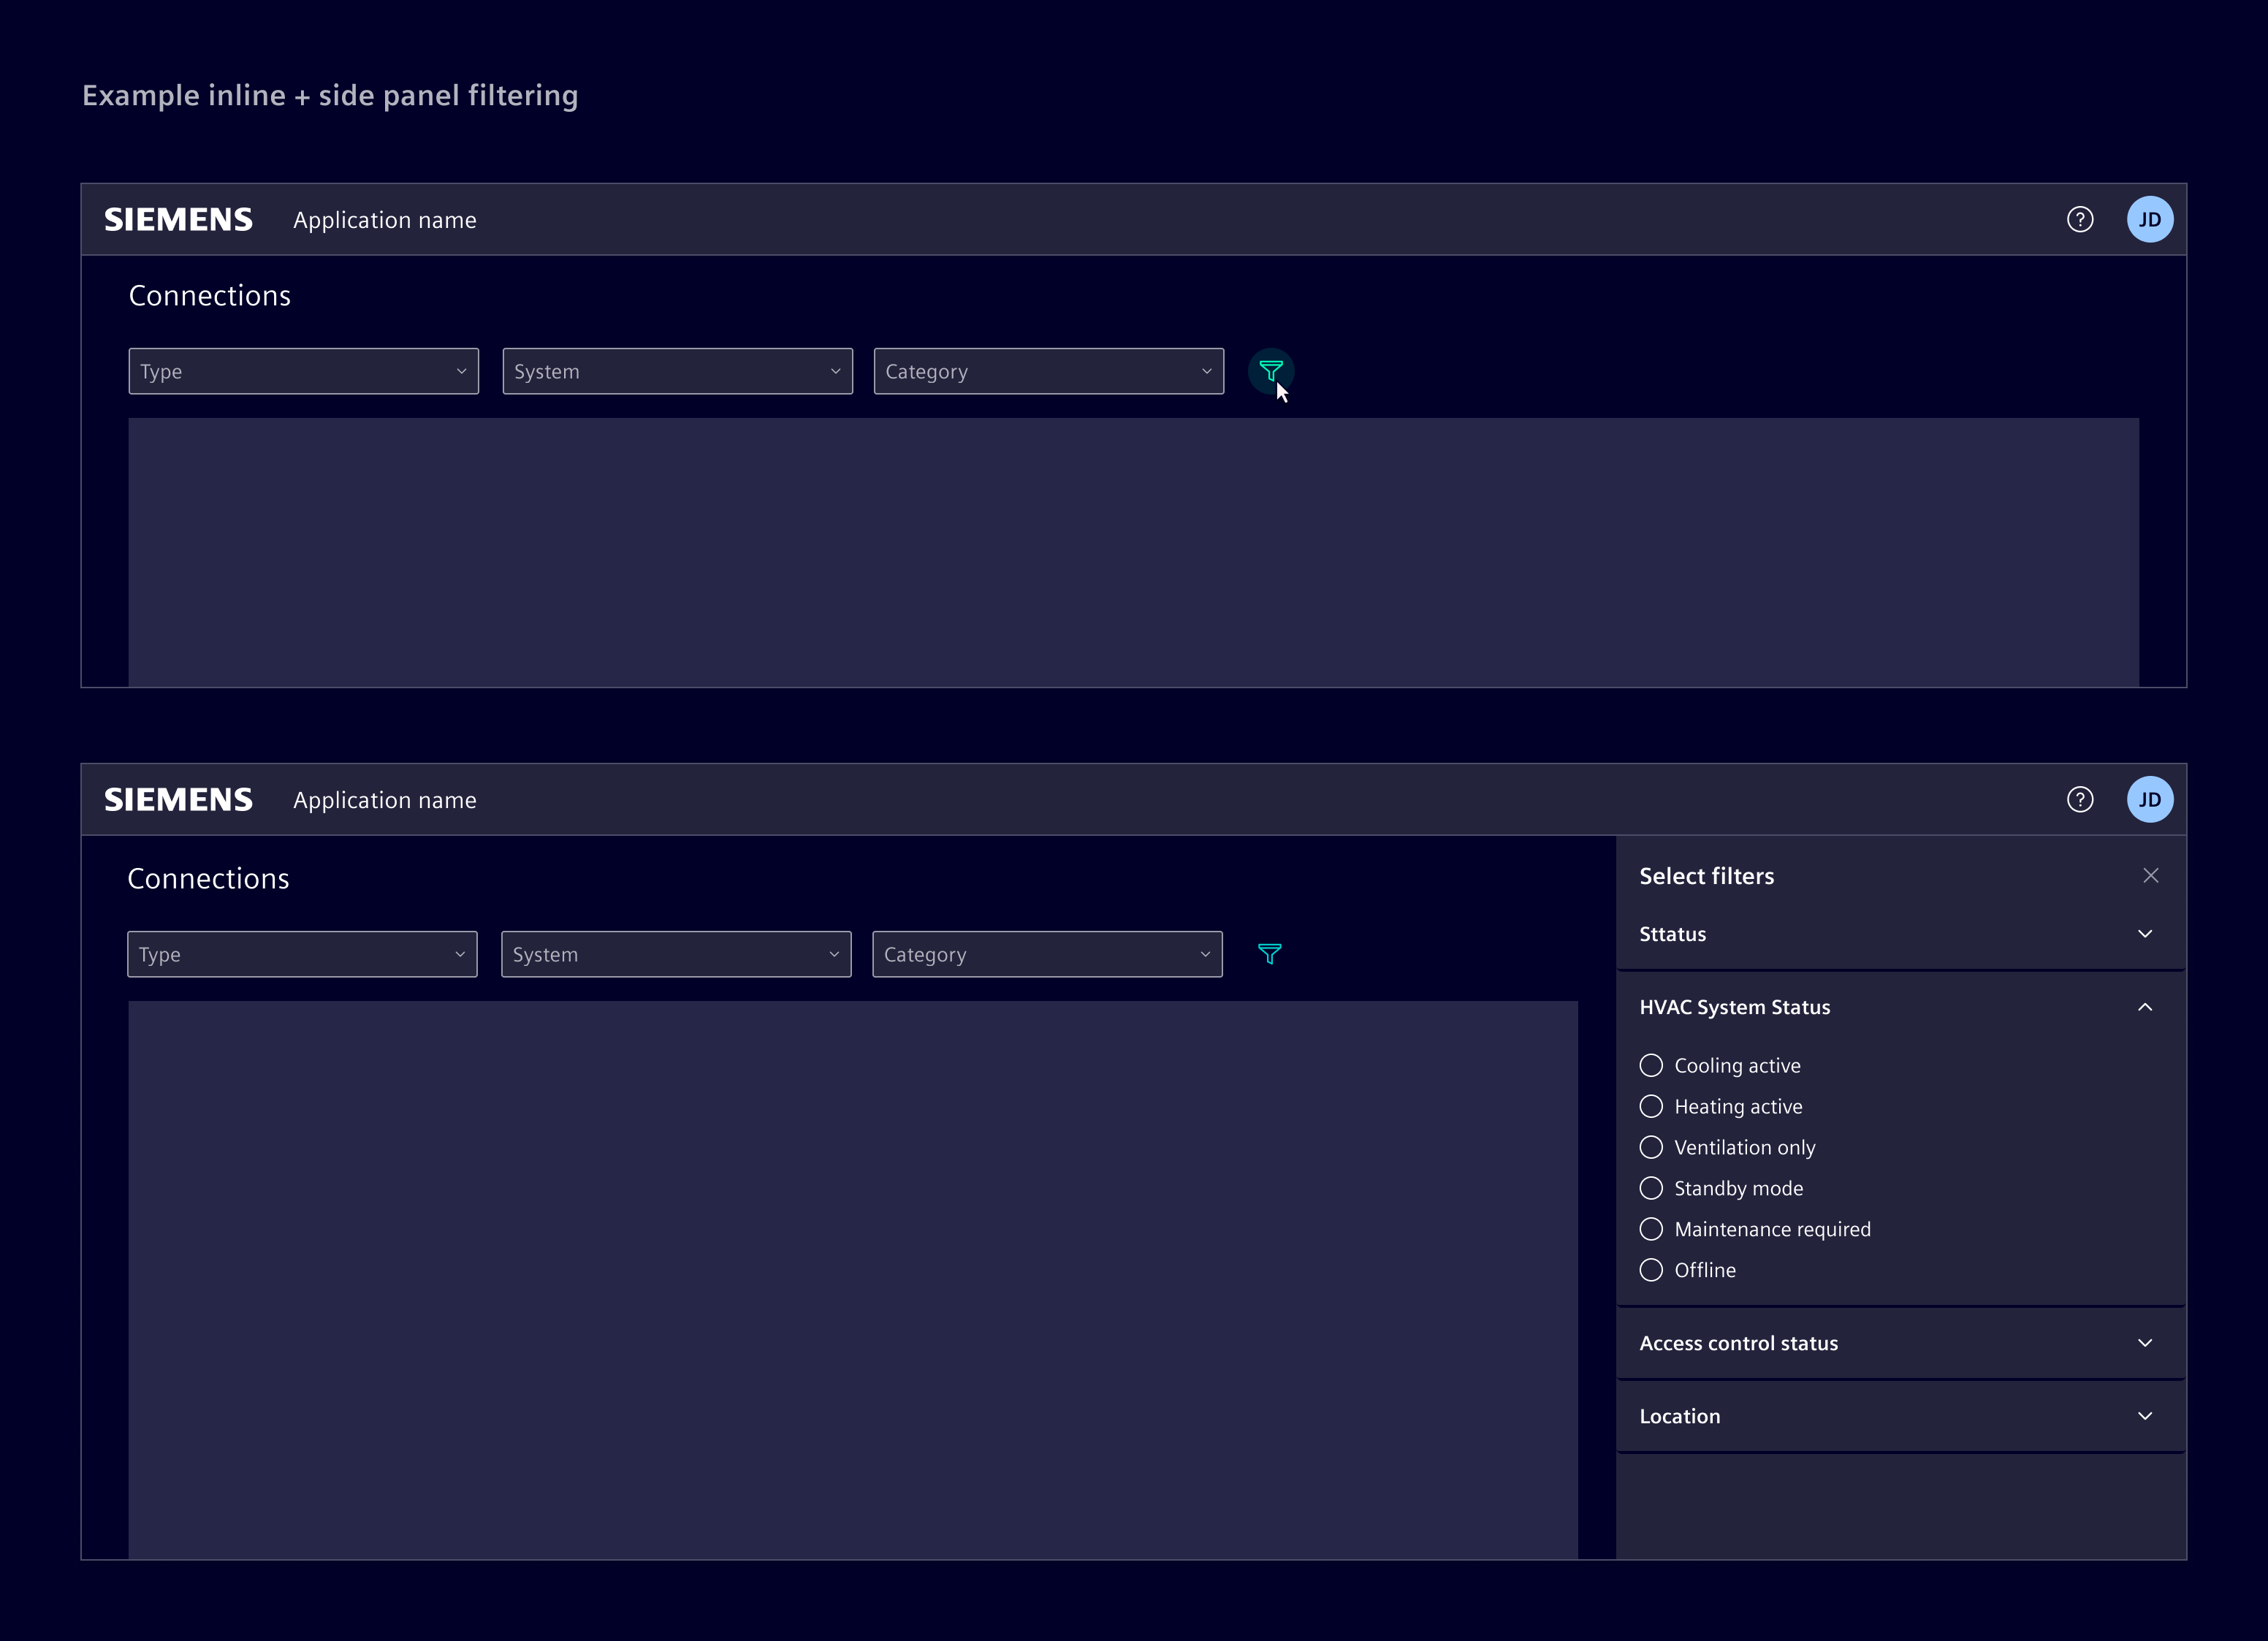 Example inline + side panel filtering
SIEMENS Application name ? JD
Connections
Type System Category
SIEMENS Application name ? JD
Connections
Type System Category
Select filters
Sttatus
HVAC System Status
Cooling active
Heating active
Ventilation only
Standby mode
Maintenance required
Offline
Access control status
Location